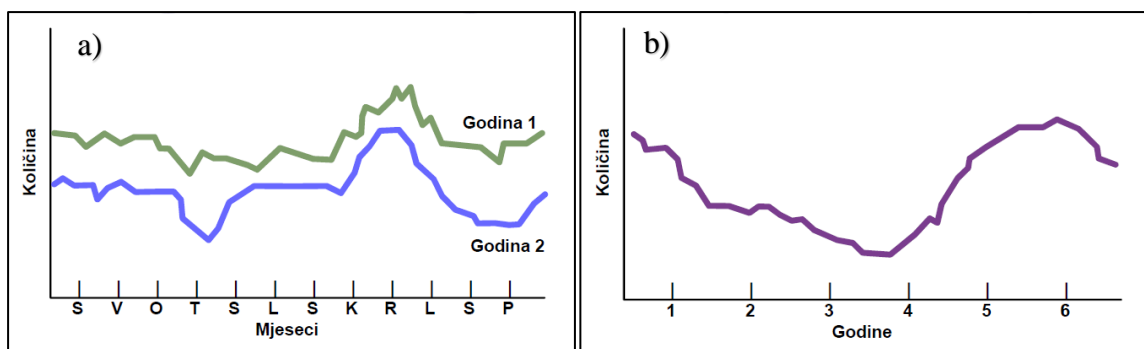 a)
Količina
Godina 1
Godina 2
S V O T S L S K R L S P
Mjeseci
b)
Količina
1 2 3 4 5 6
Godine